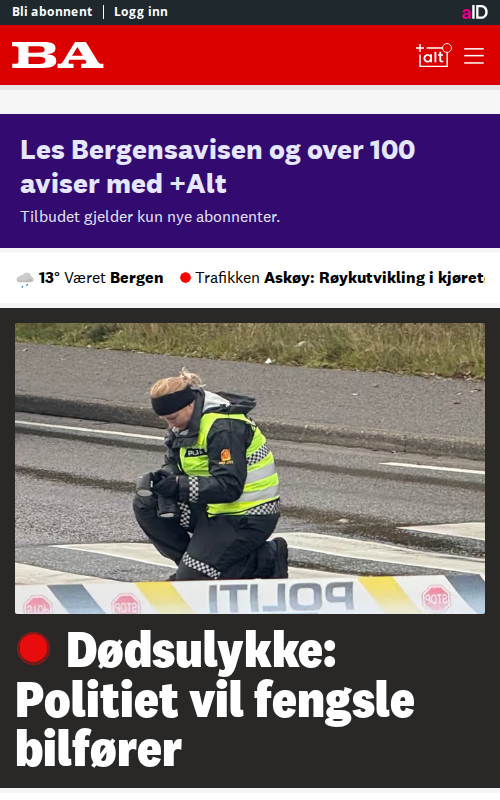 Bli abonnent | Logg inn
aID
BA
+alt
Les Bergensavisen og over 100
aviser med +Alt
Tilbudet gjelder kun nye abonnenter.
13° Været Bergen Trafikken Askøy: Røykutvikling i kjøret
POLITI
POLITI
STOP
STOP
STOP
POLITI
Dødsulykke:
Politiet vil fengsle
bilfører